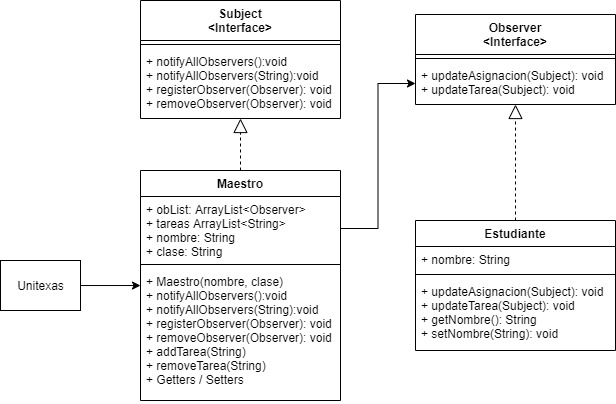 Subject
<Interface>
+ notifyAllObservers():void
+ notifyAllObservers(String):void
+ registerObserver(Observer): void
+ removeObserver(Observer): void
Observer
<Interface>
+ updateAsignacion(Subject): void
+ updateTarea(Subject): void
Maestro
+ obList: ArrayList<Observer>
+ tareas ArrayList<String>
+ nombre: String
+ clase: String
+ Maestro(nombre, clase)
+ notifyAllObservers():void
+ notifyAllObservers(String):void
+ registerObserver(Observer): void
+ removeObserver(Observer): void
+ addTarea(String)
+ removeTarea(String)
+ Getters / Setters
Estudiante
+ nombre: String
+ updateAsignacion(Subject): void
+ updateTarea(Subject): void
+ getNombre(): String
+ setNombre(String): void
Unitexas